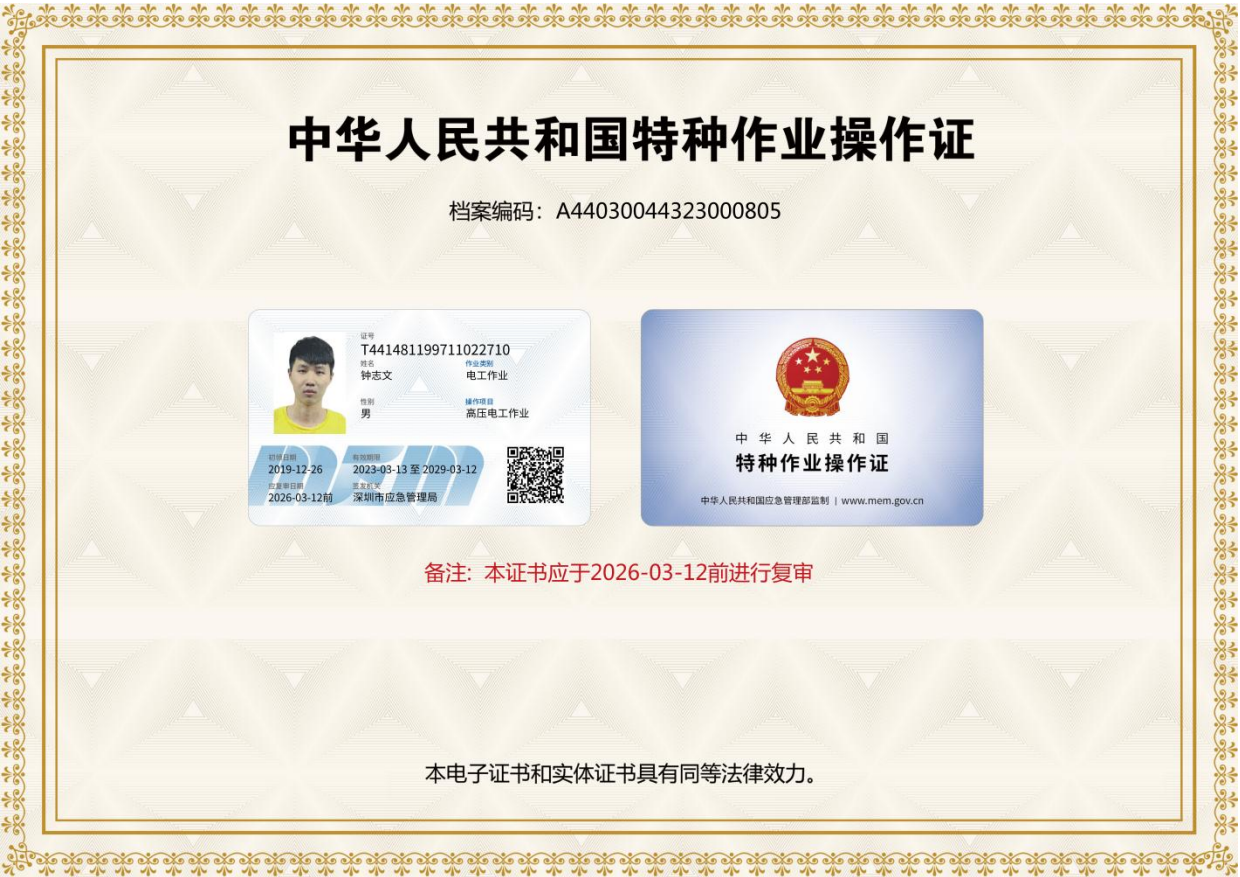 中华人民共和国特种作业操作证
档案编码：A44030044323000805
证号
T441481199711022710
姓名 作业类别
钟志文 电工作业
性别 操作项目
男 高压电工作业
初领日期 有效期限
2019-12-26 2023-03-13 至 2029-03-12
应复审日期 签发机关
2026-03-12前 深圳市应急管理局
中华人民共和国
特种作业操作证
中华人民共和国应急管理部监制 | www.mem.gov.cn
备注：本证书应于2026-03-12前进行复审
本电子证书和实体证书具有同等法律效力。